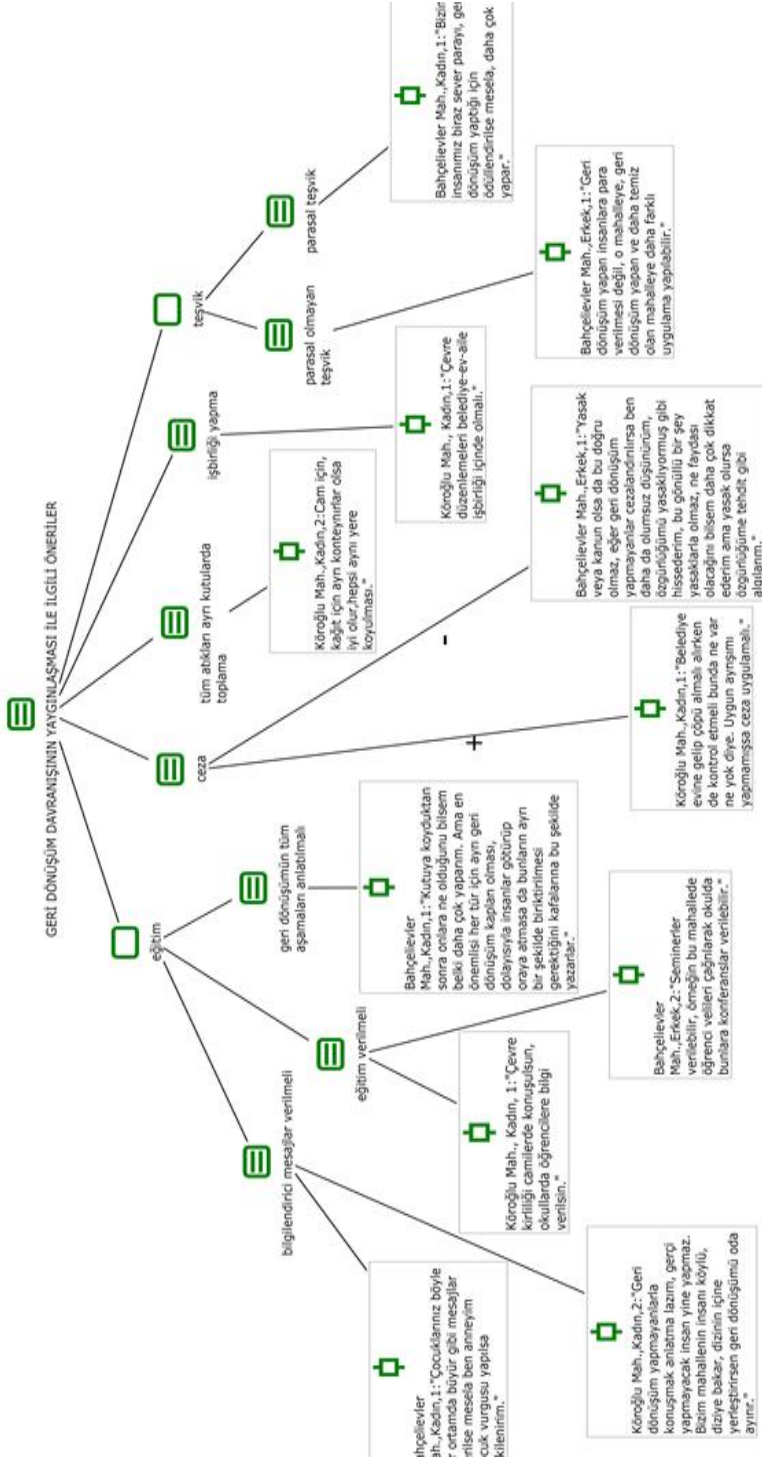 GERİ DÖNÜŞÜM DAVRANIŞININ YAYGINLAŞMASI İLE İLGİLİ ÖNERİLER
eğitim
ceza
tüm atıkları ayrı kutularda
toplama
işbirliği yapma
teşvik
bilgilendirici mesajlar verilmeli
eğitim verilmeli
geri dönüşümün tüm
aşamaları anlatılmalı
parasal olmayan
teşvik
parasal teşvik
ah.,Kadın,1:"Çocuklarınız böyle
ortamda büyür gibi mesajlar
mesela ben anneyim
vurgusu yapılsa
Köroğlu Mah.,Kadın,2:"Geri
dönüşüm yapmayanlarla
konuşmak anlatma lazım, gerçi
yapmayacak insan yine yapmaz.
Bizim mahallenin insanı köylü,
diziye bakar, dizinin içine
yerleştirirsen geri dönüşümü oda
ayırır."
Köroğlu Mah., Kadın, 1:"Çevre
kirliliği camilerde konuşulsun,
okullarda öğrencilere bilgi
verilsin."
Bahçelievler
Mah.,Erkek,2:"Seminerler
verilebilir, örneğin bu mahallede
öğrenci velileri çağrılarak okulda
bunlara konferanslar verilebilir."
Bahçelievler
Mah.,Kadın,1:"Kutuya koyduktan
sonra onlara ne olduğunu bilsem
belki daha çok yaparım. Ama en
önemlisi her tür için ayrı geri
dönüşüm kapları olması,
dolayısıyla insanlar götürüp
oraya atmasa da bunların ayrı
bir şekilde biriktirilmesi
gerektiğini kafalarına bu şekilde
yazarlar."
+
Köroğlu Mah.,Kadın,1:"Belediye
evine gelip çöpü almalı alırken
de kontrol etmeli bunda ne var
ne yok diye. Uygun ayrışımı
yapmamışsa ceza uygulamalı."
-
Bahçelievler Mah.,Erkek,1:"Yasak
veya kanun olsa da bu doğru
olmaz, eğer geri dönüşüm
yapmayanlar cezalandırılırsa ben
daha da olumsuz düşünürüm,
özgürlüğümü yasaklıyormuş gibi
hissederim, bu gönüllü bir şey
yasaklarla olmaz, ne faydası
olacağını bilsem daha çok dikkat
ederim ama yasak olursa
özgürlüğüme tehdit gibi
algılarım."
Köroğlu Mah.,Kadın,2:Cam için,
kağıt için ayrı konteynırlar olsa
iyi olur,hepsi aynı yere
koyulması."
Köroğlu Mah., Kadın,1:"Çevre
düzenlemeleri belediye-ev-aile
işbirliği içinde olmalı."
Bahçelievler Mah.,Erkek,1:"Geri
dönüşüm yapan insanlara para
verilmesi değil, o mahalleye, geri
dönüşüm yapan ve daha temiz
olan mahalleye daha farklı
uygulama yapılabilir."
Bahçelievler Mah.,Kadın,1:"Bizim
insanımız biraz sever parayı, geri
dönüşüm yaptığı için
ödüllendirilse mesela, daha çok
yapar."